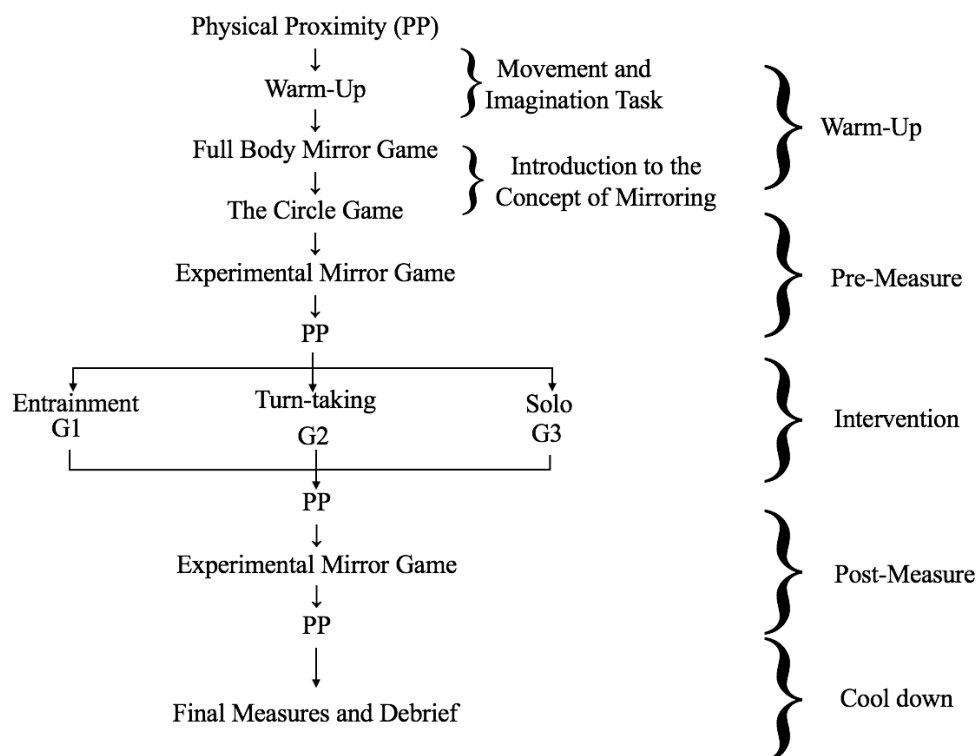 Physical Proximity (PP)
Warm-Up
Movement and
Imagination Task
Full Body Mirror Game
The Circle Game
Introduction to the
Concept of Mirroring
Warm-Up
Experimental Mirror Game
PP
Pre-Measure
Entrainment
G1
Turn-taking
G2
Solo
G3
Intervention
PP
Experimental Mirror Game
PP
Post-Measure
Final Measures and Debrief
Cool down